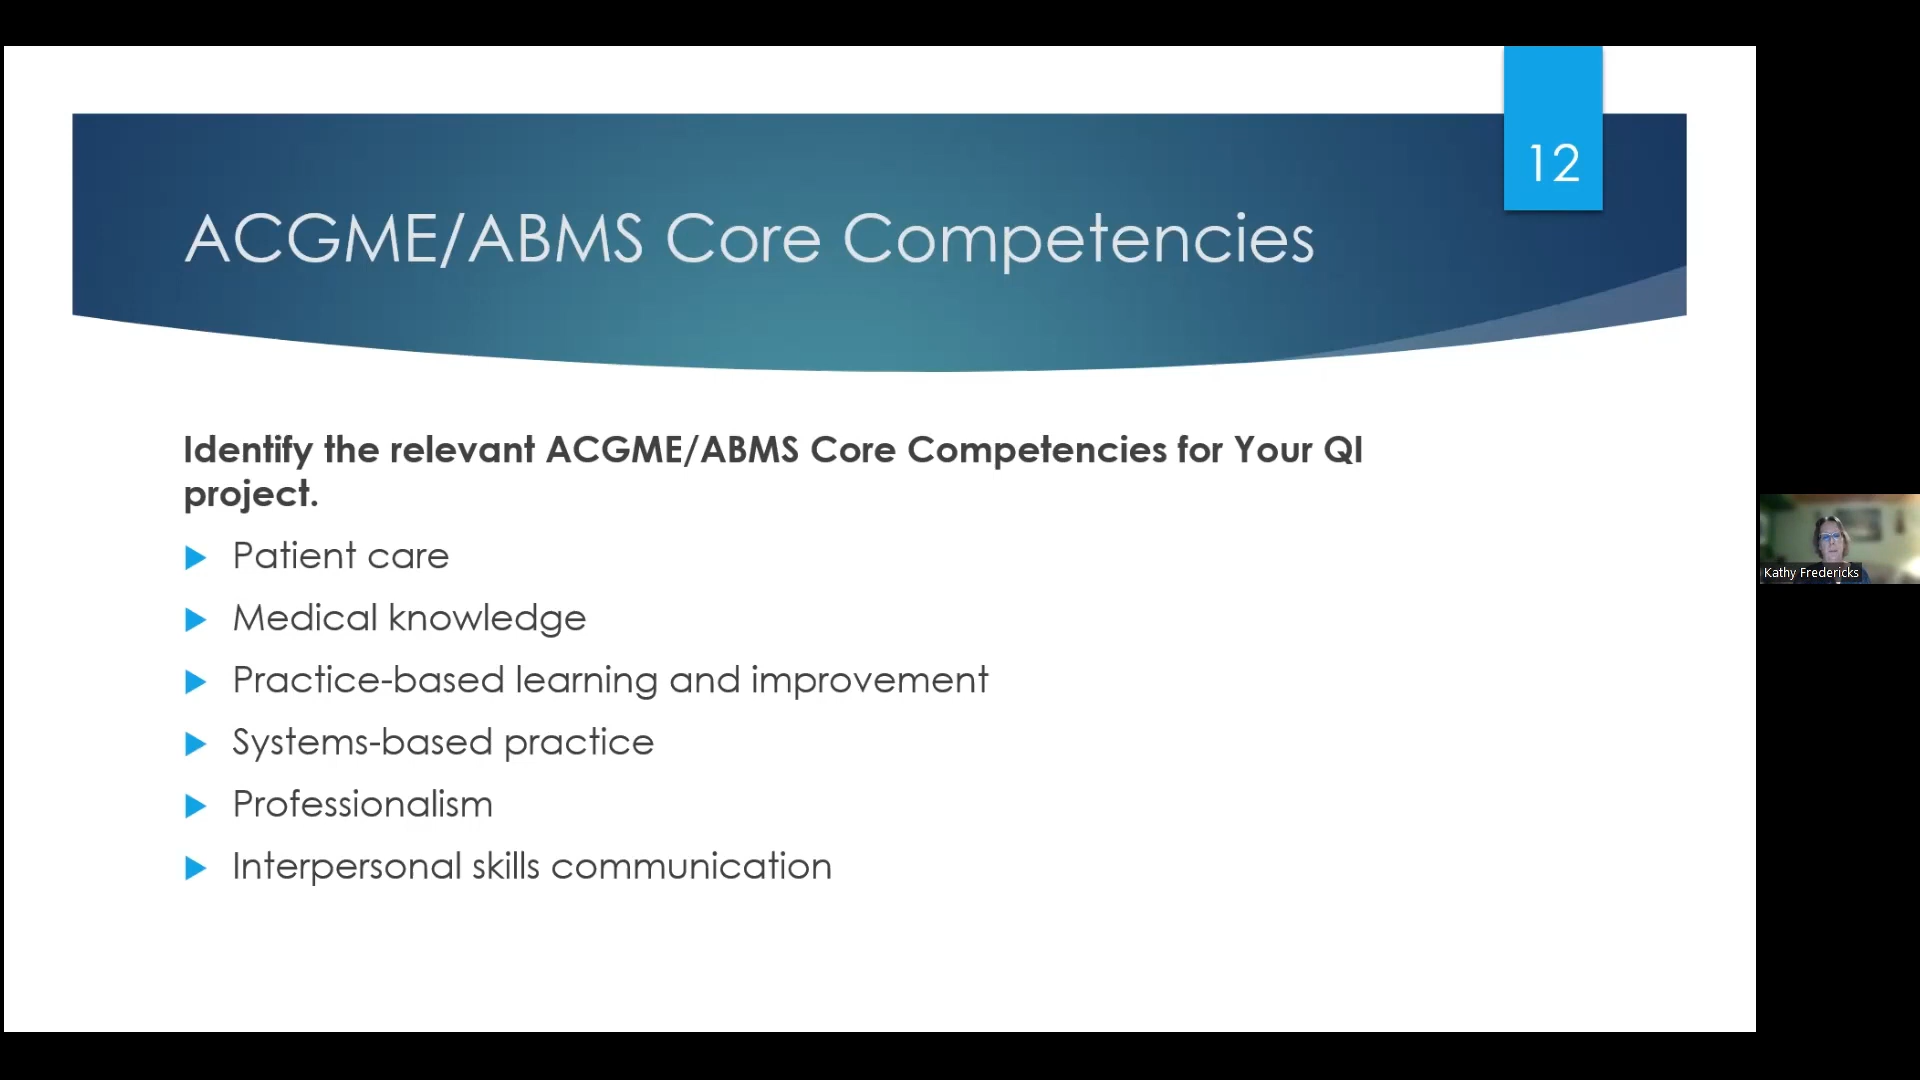 12
ACGME/ABMS Core Competencies
Identify the relevant ACGME/ABMS Core Competencies for Your QI
project.
Patient care
Medical knowledge
Practice-based learning and improvement
Systems-based practice
Professionalism
Interpersonal skills communication
Kathy Fredericks